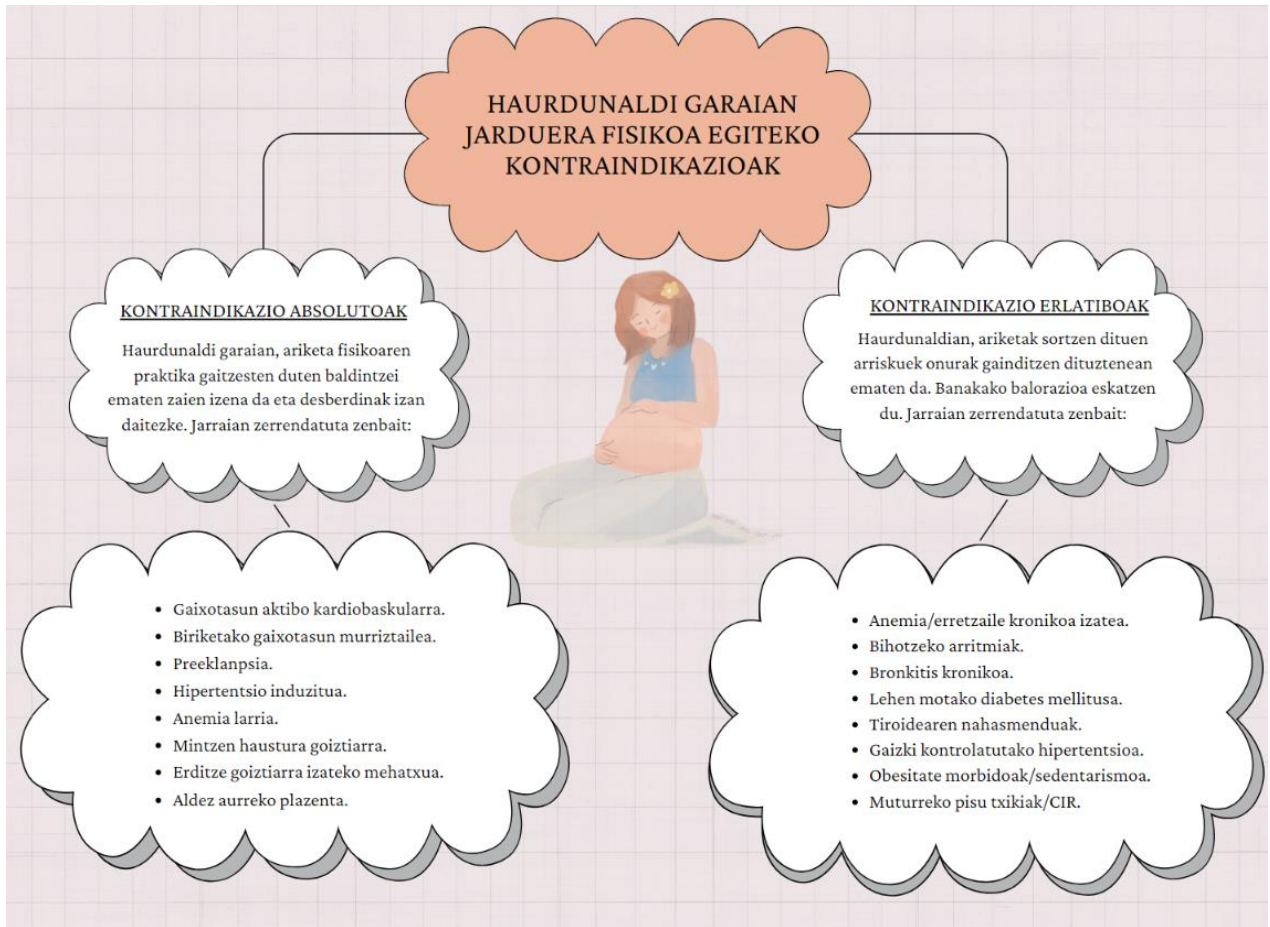 HAURDUNALDI GARAIAN
JARDUERA FISIKOA EGITEKO
KONTRAINDIKAZIOAK
KONTRAINDIKAZIO ABSOLUTOAK
Haurdunaldi garaian, ariketa fisikoaren
praktika gaitzesten duten baldintzei
ematen zaien izena da eta desberdinak izan
daitezke. Jarraian zerrendatuta zenbait:
• Gaixotasun aktibo kardiobaskularra.
• Biriketako gaixotasun murriztailea.
• Preeklanpsia.
• Hipertentsio induzitua.
• Anemia larria.
• Mintzen haustura goiztiarra.
• Erditze goiztiarra izateko mehatxua.
• Aldez aurreko plazenta.
KONTRAINDIKAZIO ERLATIBOAK
Haurdunaldian, ariketak sortzen dituen
arriskuek onurak gainditzen dituztenean
ematen da. Banakako balorazioa eskatzen
du. Jarraian zerrendatuta zenbait:
• Anemia/erretzaile kronikoa izatea.
• Bihotzeko arritmiak.
• Bronkitis kronikoa.
• Lehen motako diabetes mellitusa.
• Tiroidearen nahasmenduak.
• Gaizki kontrolatutako hipertentsioa.
• Obesitate morbidoak/sedentarismoa.
• Muturreko pisu txikiak/CIR.